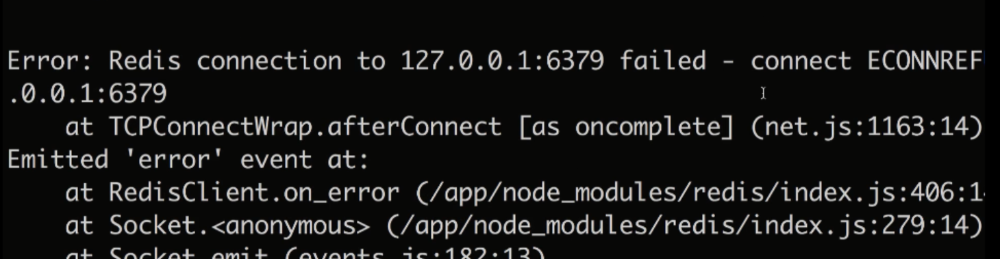 Error: Redis connection to 127.0.0.1:6379 failed - connect ECONNREF
.0.0.1:6379
    at TCPConnectWrap.afterConnect [as oncomplete] (net.js:1163:14)
Emitted 'error' event at:
    at RedisClient.on_error (/app/node_modules/redis/index.js:406:1
    at Socket.<anonymous> (/app/node_modules/redis/index.js:279:14)
    at Socket.emit (events.js:182:13)